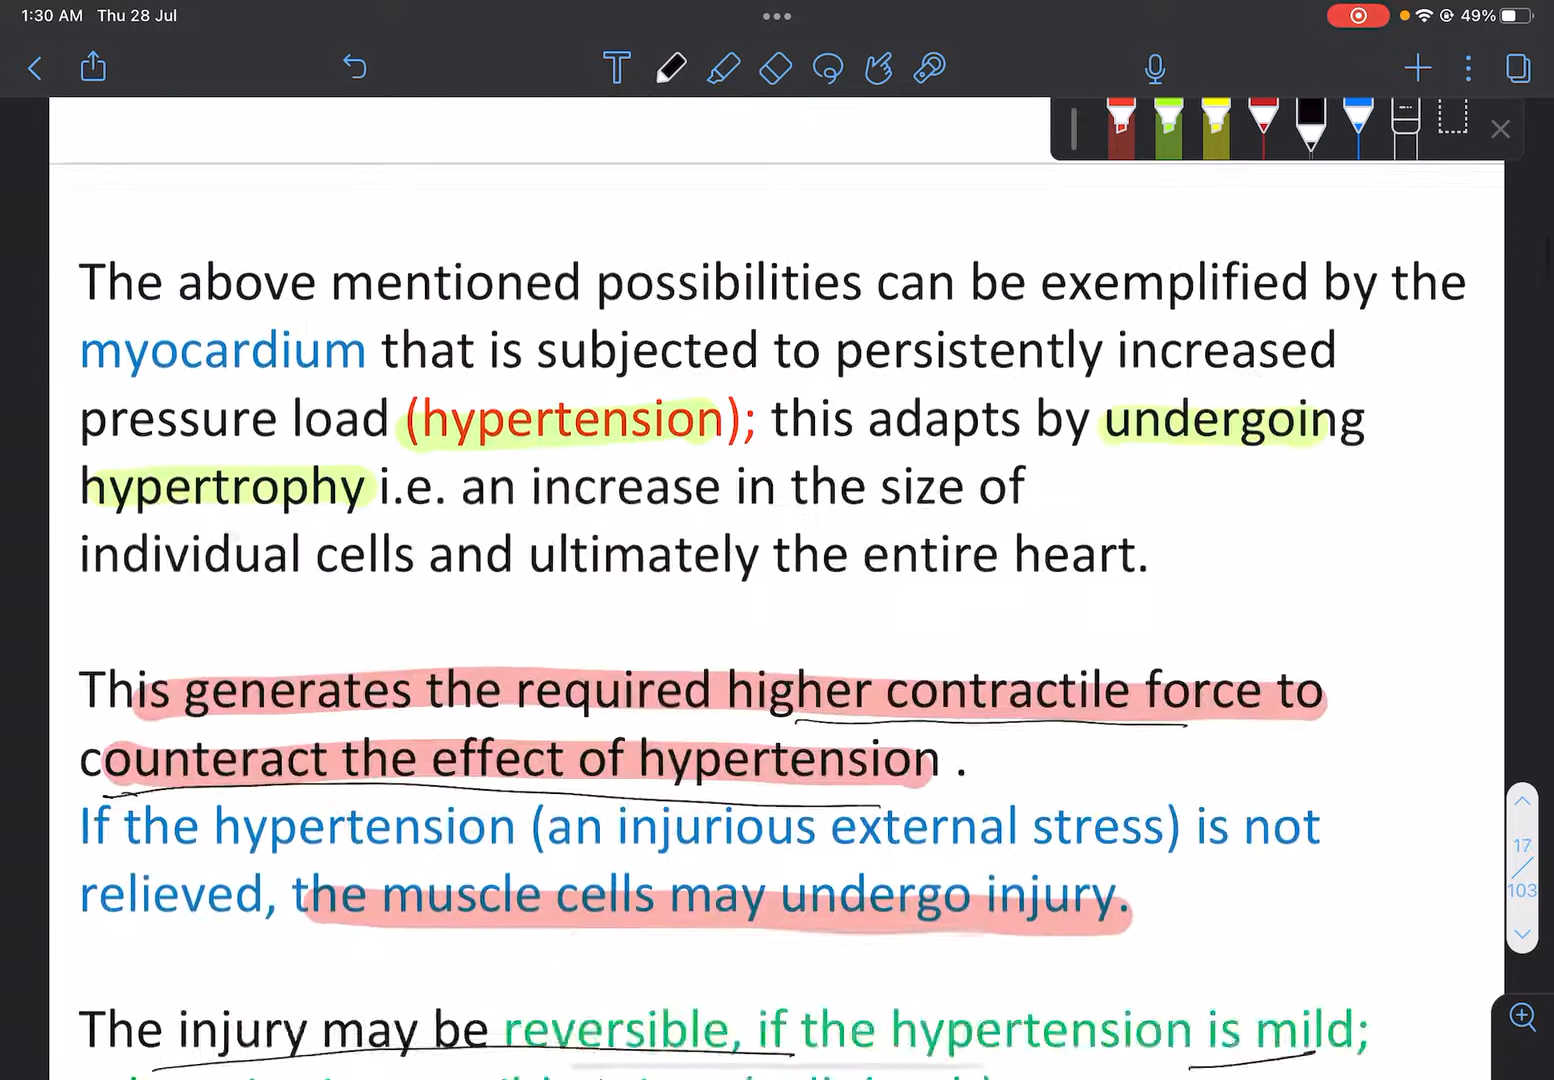 1:30 AM Thu 28 Jul
49%
The above mentioned possibilities can be exemplified by the
myocardium that is subjected to persistently increased
pressure load (hypertension); this adapts by undergoing
hypertrophy i.e. an increase in the size of
individual cells and ultimately the entire heart.
This generates the required higher contractile force to
counteract the effect of hypertension .
If the hypertension (an injurious external stress) is not
relieved, the muscle cells may undergo injury.
17
103
The injury may be reversible, if the hypertension is mild;